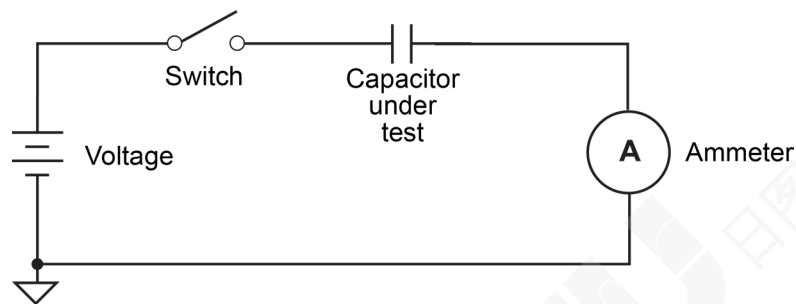 Switch
Capacitor
under
test
Voltage
A
Ammeter